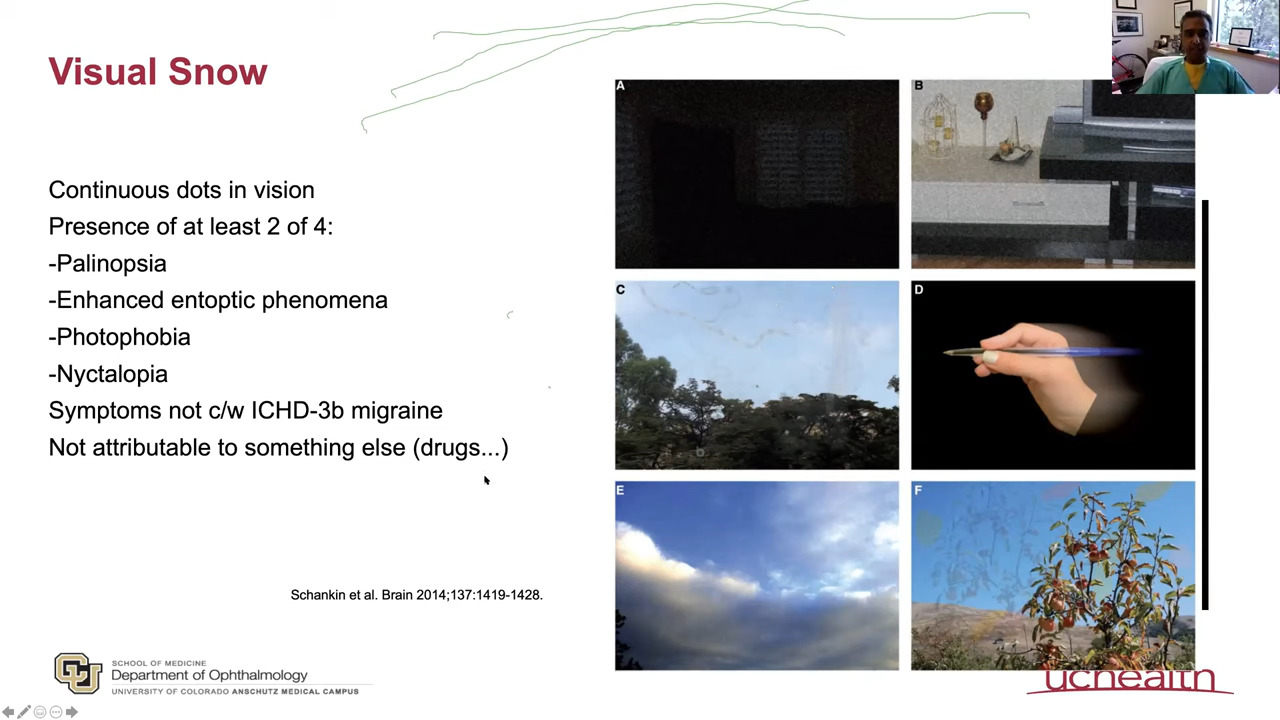 Visual Snow
Continuous dots in vision
Presence of at least 2 of 4:
-Palinopsia
-Enhanced entoptic phenomena
-Photophobia
-Nyctalopia
Symptoms not c/w ICHD-3b migraine
Not attributable to something else (drugs...)
Schankin et al. Brain 2014;137:1419-1428.
A
B
C
D
E
F
CU
SCHOOL OF MEDICINE
Department of Ophthalmology
UNIVERSITY OF COLORADO ANSCHUTZ MEDICAL CAMPUS
uchealth